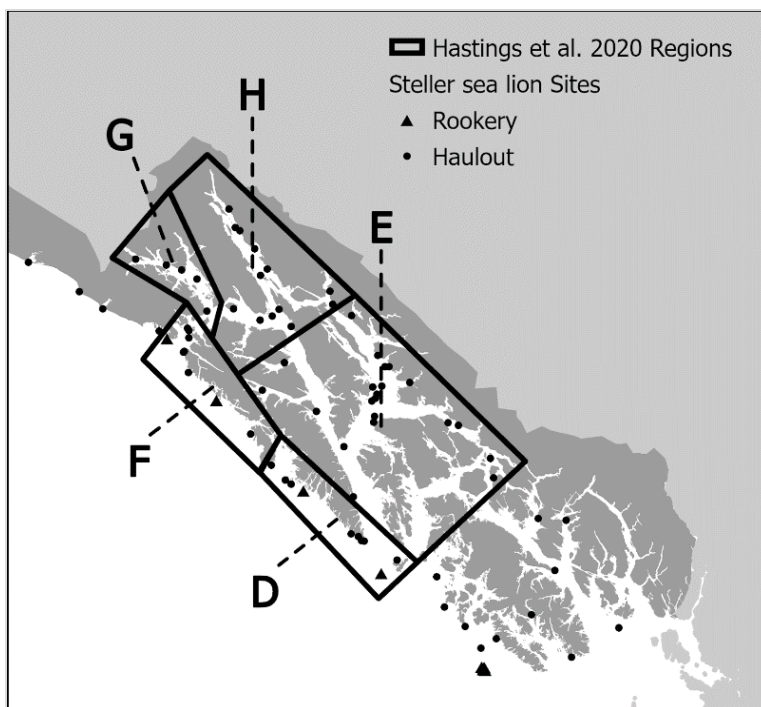 Hastings et al. 2020 Regions
Steller sea lion Sites
Rookery
Haulout
H
G
E
F
D